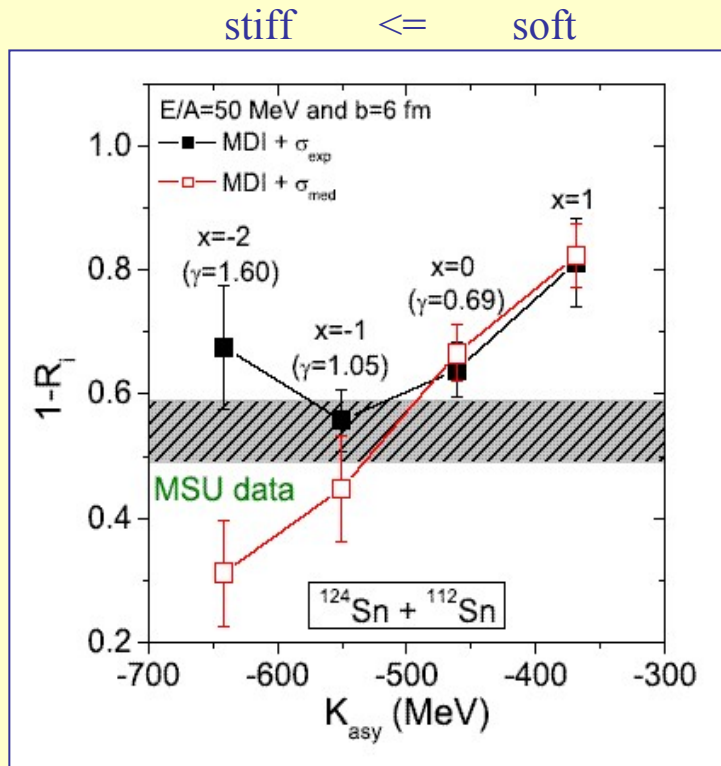 stiff <= soft
E/A=50 MeV and b=6 fm
MDI + σexp
MDI + σmed
x=1
x=-2
(γ=1.60)
x=0
(γ=0.69)
x=-1
(γ=1.05)
MSU data
¹²⁴Sn + ¹¹²Sn
1-Ri
1.0
0.8
0.6
0.4
0.2
-700 -600 -500 -400 -300
Kasy (MeV)